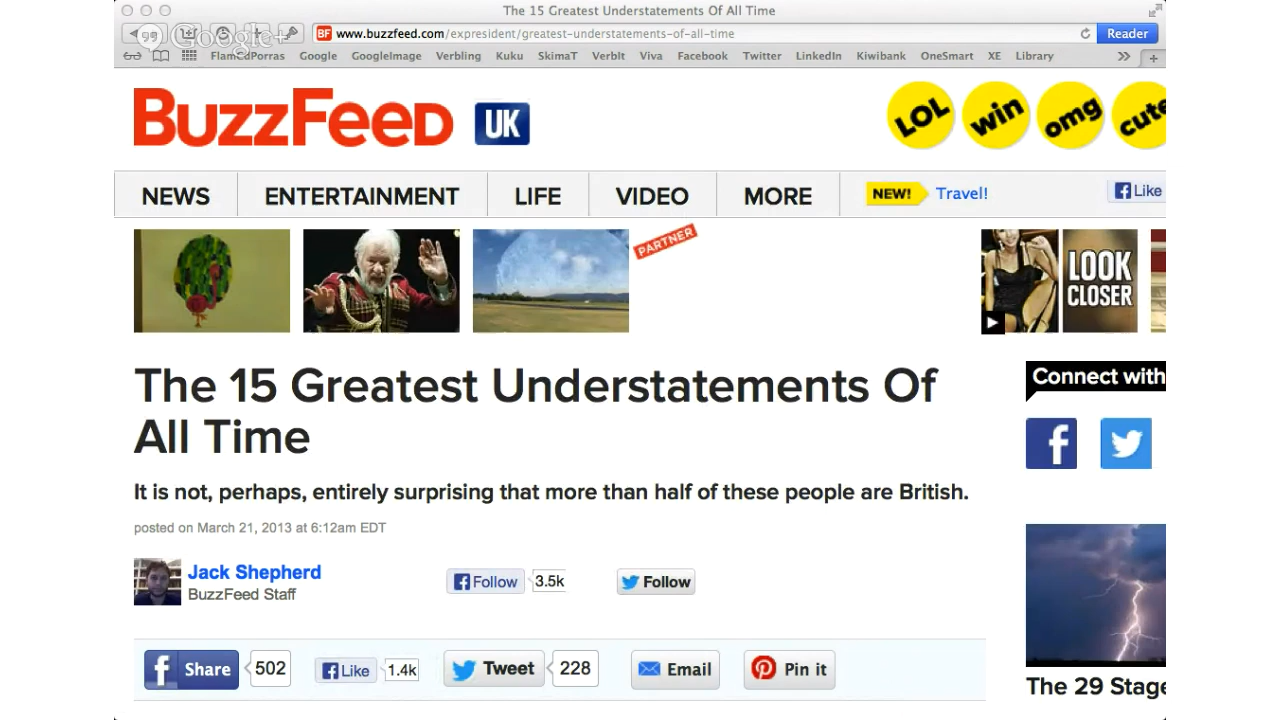 The 15 Greatest Understatements Of All Time
Google+
BF www.buzzfeed.com/expresident/greatest-understatements-of-all-time
Reader
FlamCdPorras Google GoogleImage Verbling Kuku SkimaT VerbIt Viva Facebook Twitter LinkedIn Kiwibank OneSmart XE Library
BuzzFeed UK
LOL win omg cute
NEWS ENTERTAINMENT LIFE VIDEO MORE NEW! Travel! Like
PARTNER
LOOK
CLOSER
The 15 Greatest Understatements Of
All Time
Connect with
It is not, perhaps, entirely surprising that more than half of these people are British.
posted on March 21, 2013 at 6:12am EDT
Jack Shepherd
BuzzFeed Staff
Follow 3.5k Follow
Share 502 Like 1.4k Tweet 228 Email Pin it
The 29 Stage